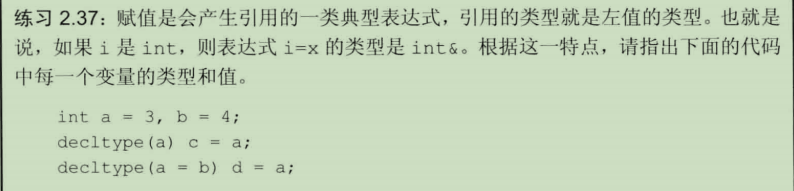 练习 2.37：赋值是会产生引用的一类典型表达式，引用的类型就是左值的类型。也就是
说，如果 i 是 int，则表达式 i=x 的类型是 int&。根据这一特点，请指出下面的代码
中每一个变量的类型和值。
int a = 3, b = 4;
decltype(a) c = a;
decltype(a = b) d = a;